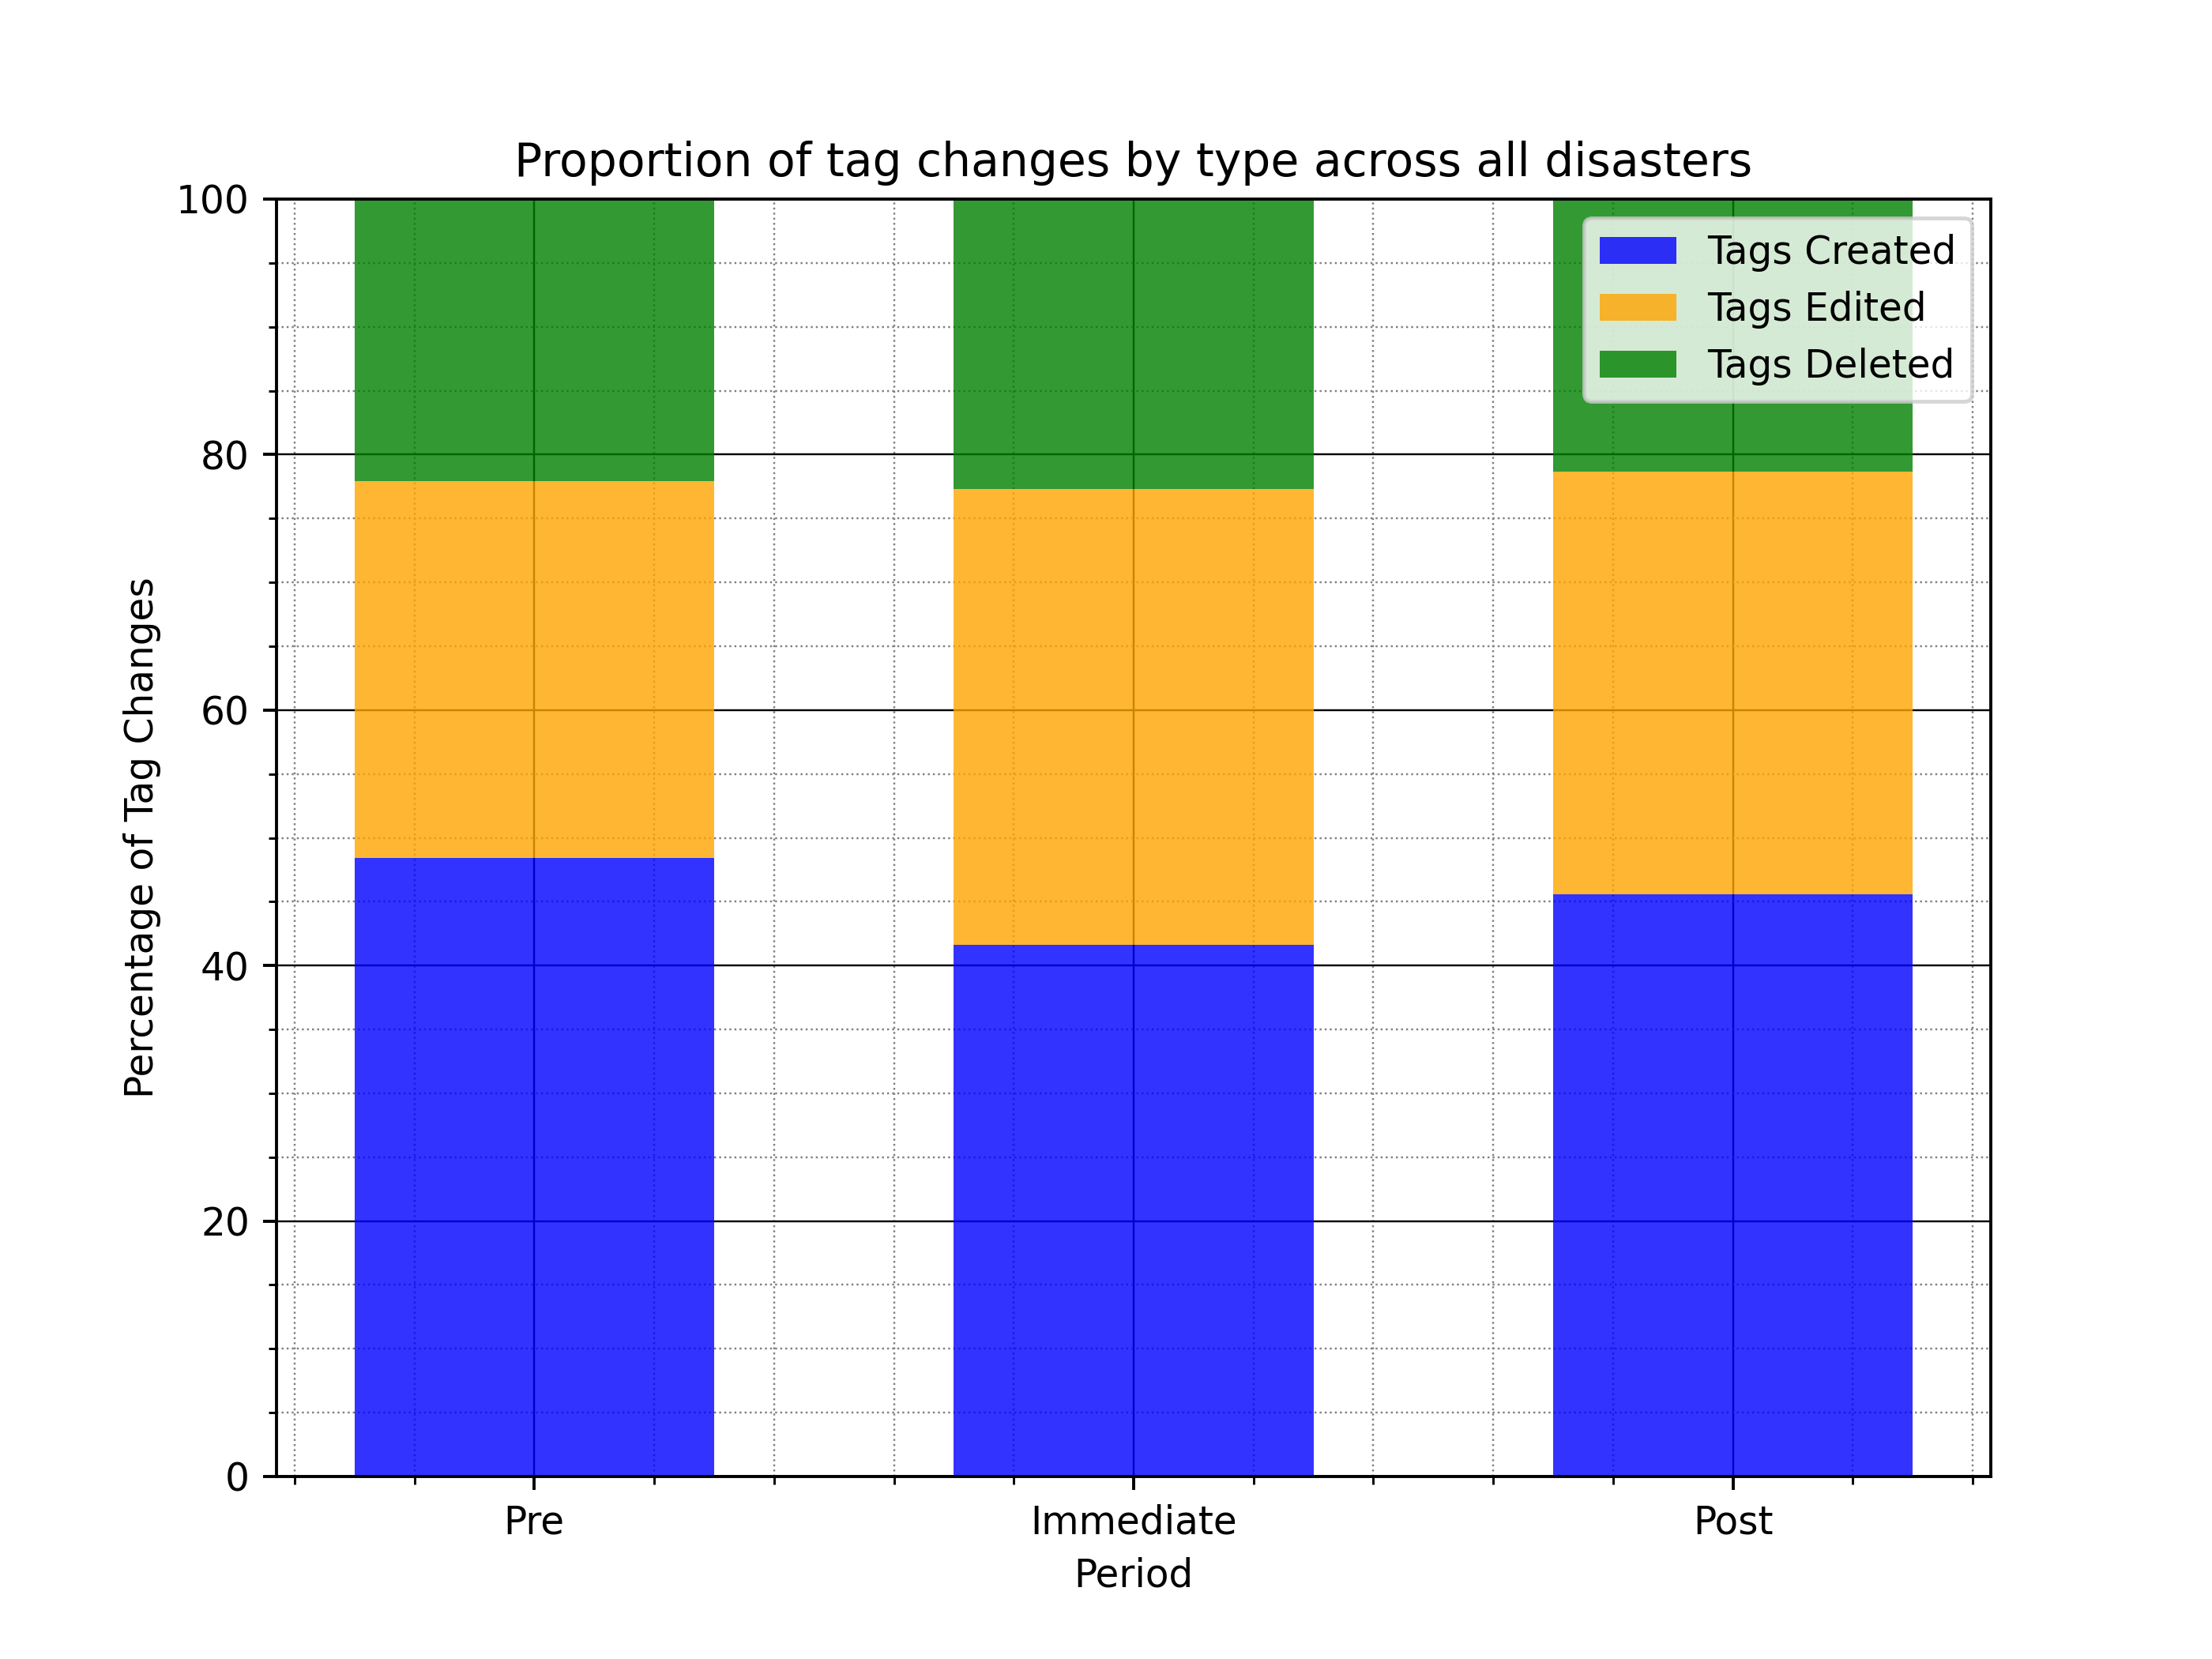 Proportion of tag changes by type across all disasters
100
80
60
40
20
0
Percentage of Tag Changes
Tags Created
Tags Edited
Tags Deleted
Pre
Immediate
Post
Period